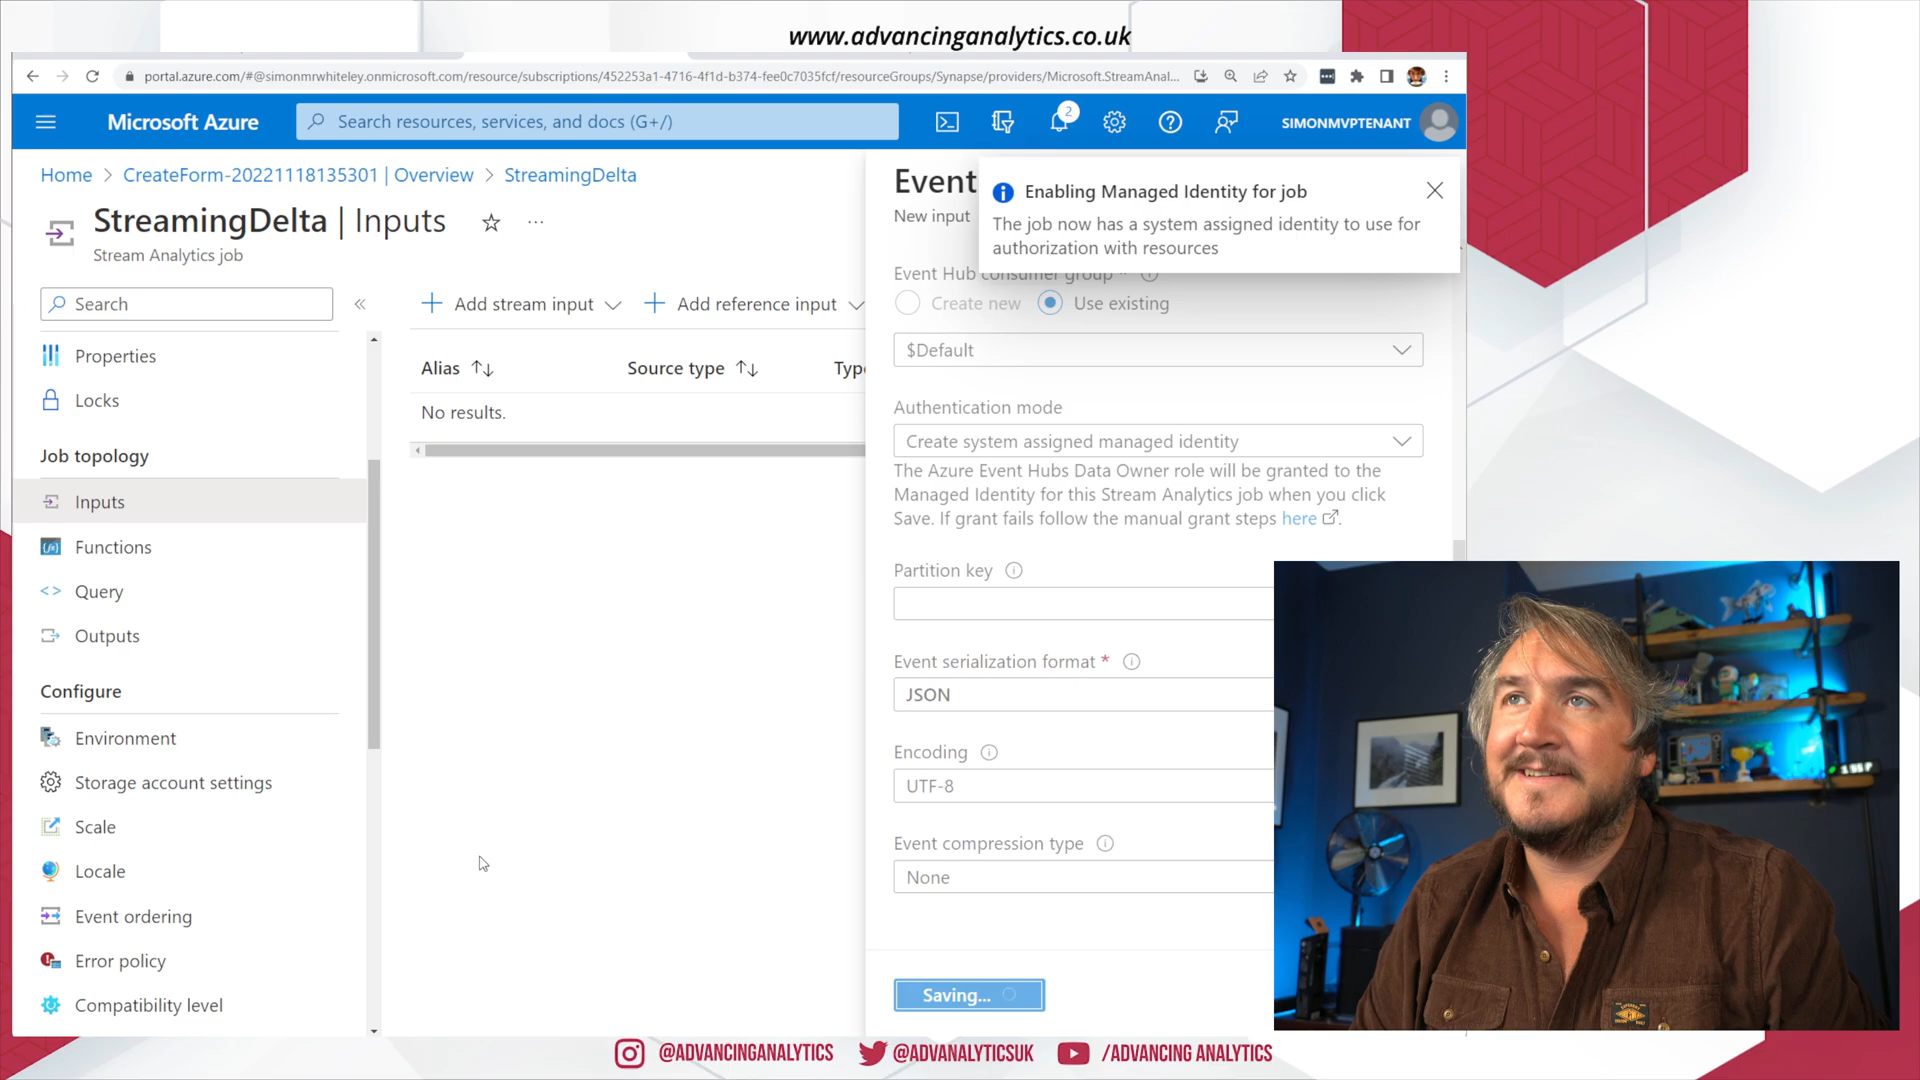 www.advancinganalytics.co.uk
portal.azure.com/#@simonmrwhiteley.onmicrosoft.com/resource/subscriptions/452253a1-4716-4f1d-b374-fee0c7035fcf/resourceGroups/Synapse/providers/Microsoft.StreamAnal...
Microsoft Azure
Search resources, services, and docs (G+/)
2
SIMONMVPTENANT
Home > CreateForm-20221118135301 | Overview > StreamingDelta
StreamingDelta | Inputs
Stream Analytics job
Search
Properties
Locks
Job topology
Inputs
Functions
Query
Outputs
Configure
Environment
Storage account settings
Scale
Locale
Event ordering
Error policy
Compatibility level
Add stream input
Add reference input
Alias
Source type
Type
No results.
Event
New input
Enabling Managed Identity for job
The job now has a system assigned identity to use for
authorization with resources
Event Hub consumer group *
Create new
Use existing
$Default
Authentication mode
Create system assigned managed identity
The Azure Event Hubs Data Owner role will be granted to the
Managed Identity for this Stream Analytics job when you click
Save. If grant fails follow the manual grant steps here.
Partition key
Event serialization format *
JSON
Encoding
UTF-8
Event compression type
None
Saving...
@ADVANCINGANALYTICS
@ADVANALYTICSUK
/ADVANCING ANALYTICS